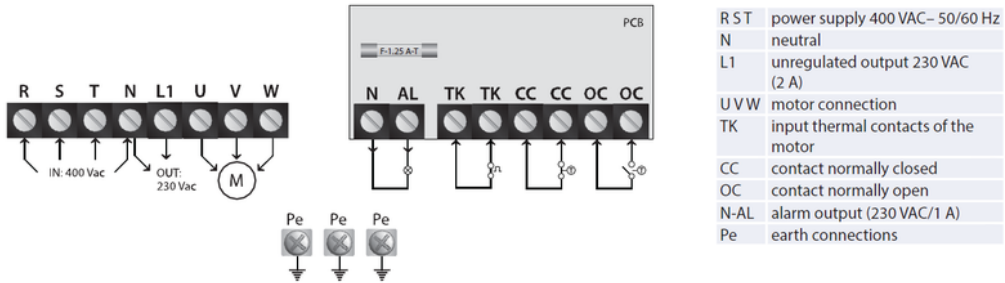 PCB
F-1.25 A-T
R S T N L1 U V W
N AL TK TK CC CC OC OC
IN: 400 Vac
OUT:
230 Vac
M
Pe Pe Pe
R S T power supply 400 VAC– 50/60 Hz
N neutral
L1 unregulated output 230 VAC
(2 A)
U V W motor connection
TK input thermal contacts of the
motor
CC contact normally closed
OC contact normally open
N-AL alarm output (230 VAC/1 A)
Pe earth connections